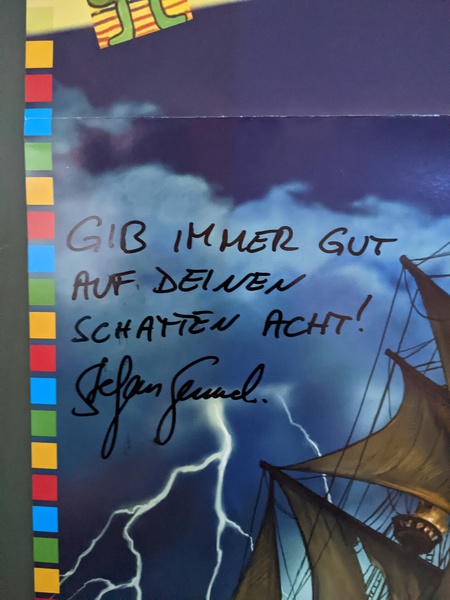 GIB IMMER GUT
AUF DEINEN
SCHATTEN ACHT!
Stefan Gemmel.